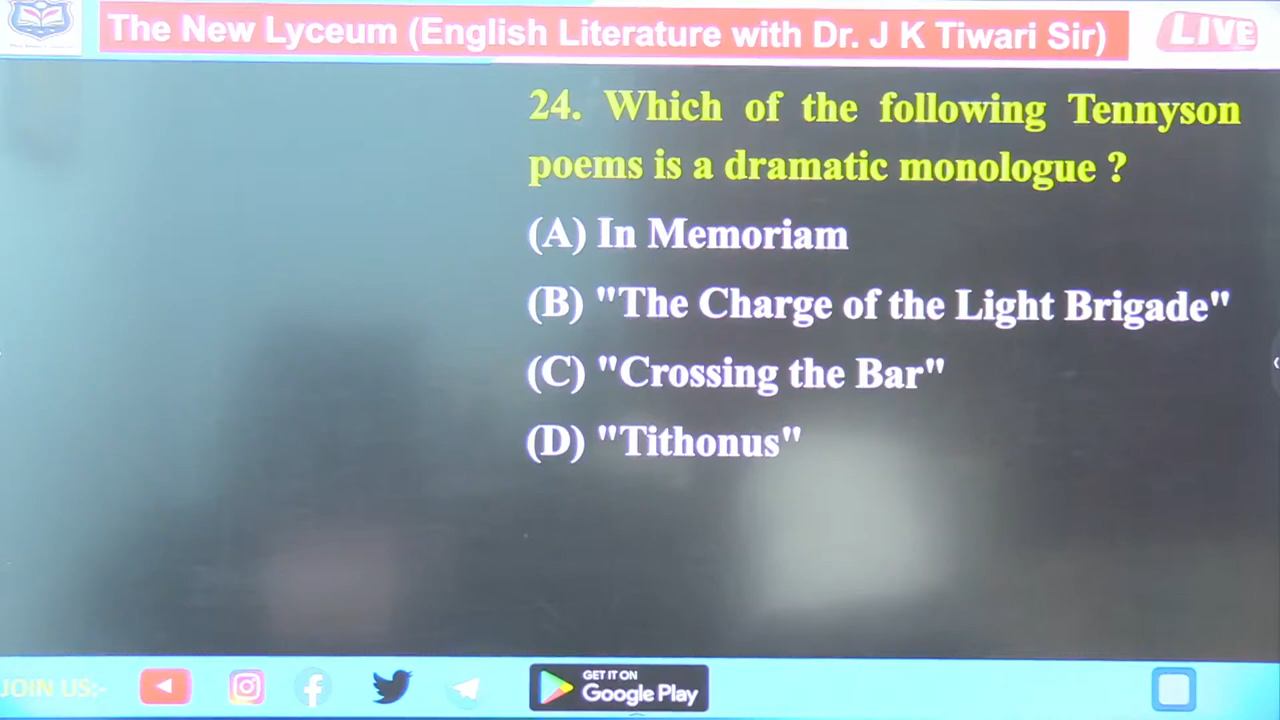 The New Lyceum (English Literature with Dr. J K Tiwari Sir)
LIVE
24. Which of the following Tennyson
poems is a dramatic monologue ?
(A) In Memoriam
(B) "The Charge of the Light Brigade"
(C) "Crossing the Bar"
(D) "Tithonus"
JOIN US:-
GET IT ON
Google Play